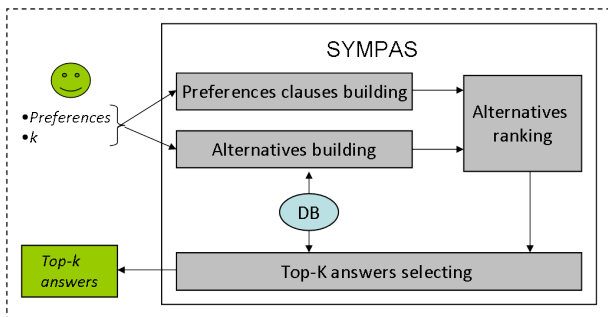 SYMPAS
•Preferences
•k
Preferences clauses building
Alternatives building
Alternatives
ranking
DB
Top-k
answers
Top-K answers selecting